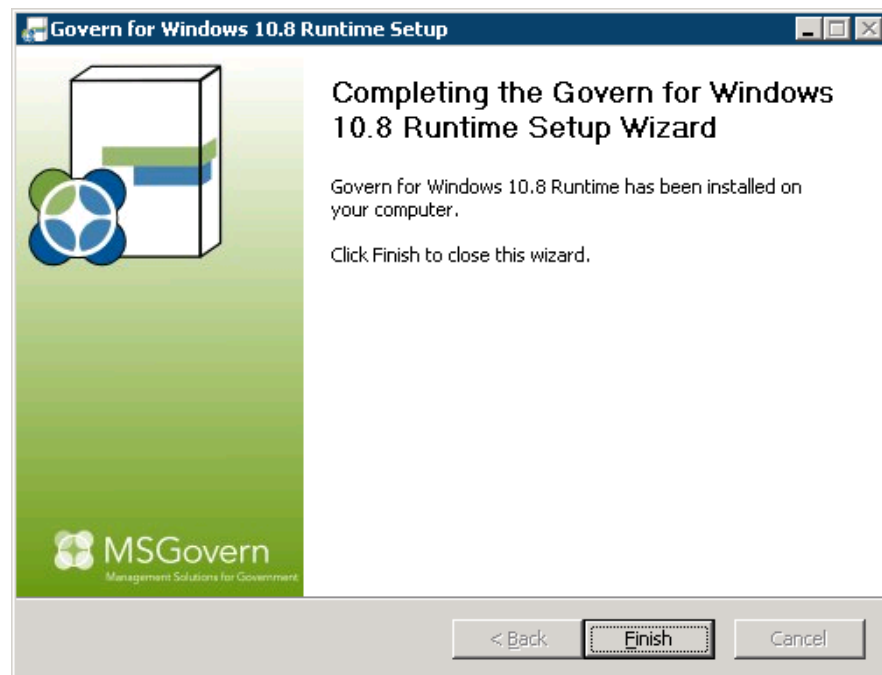 Govern for Windows 10.8 Runtime Setup
Completing the Govern for Windows
10.8 Runtime Setup Wizard
Govern for Windows 10.8 Runtime has been installed on
your computer.
Click Finish to close this wizard.
MSGovern
Management Solutions for Government
< Back
Finish
Cancel